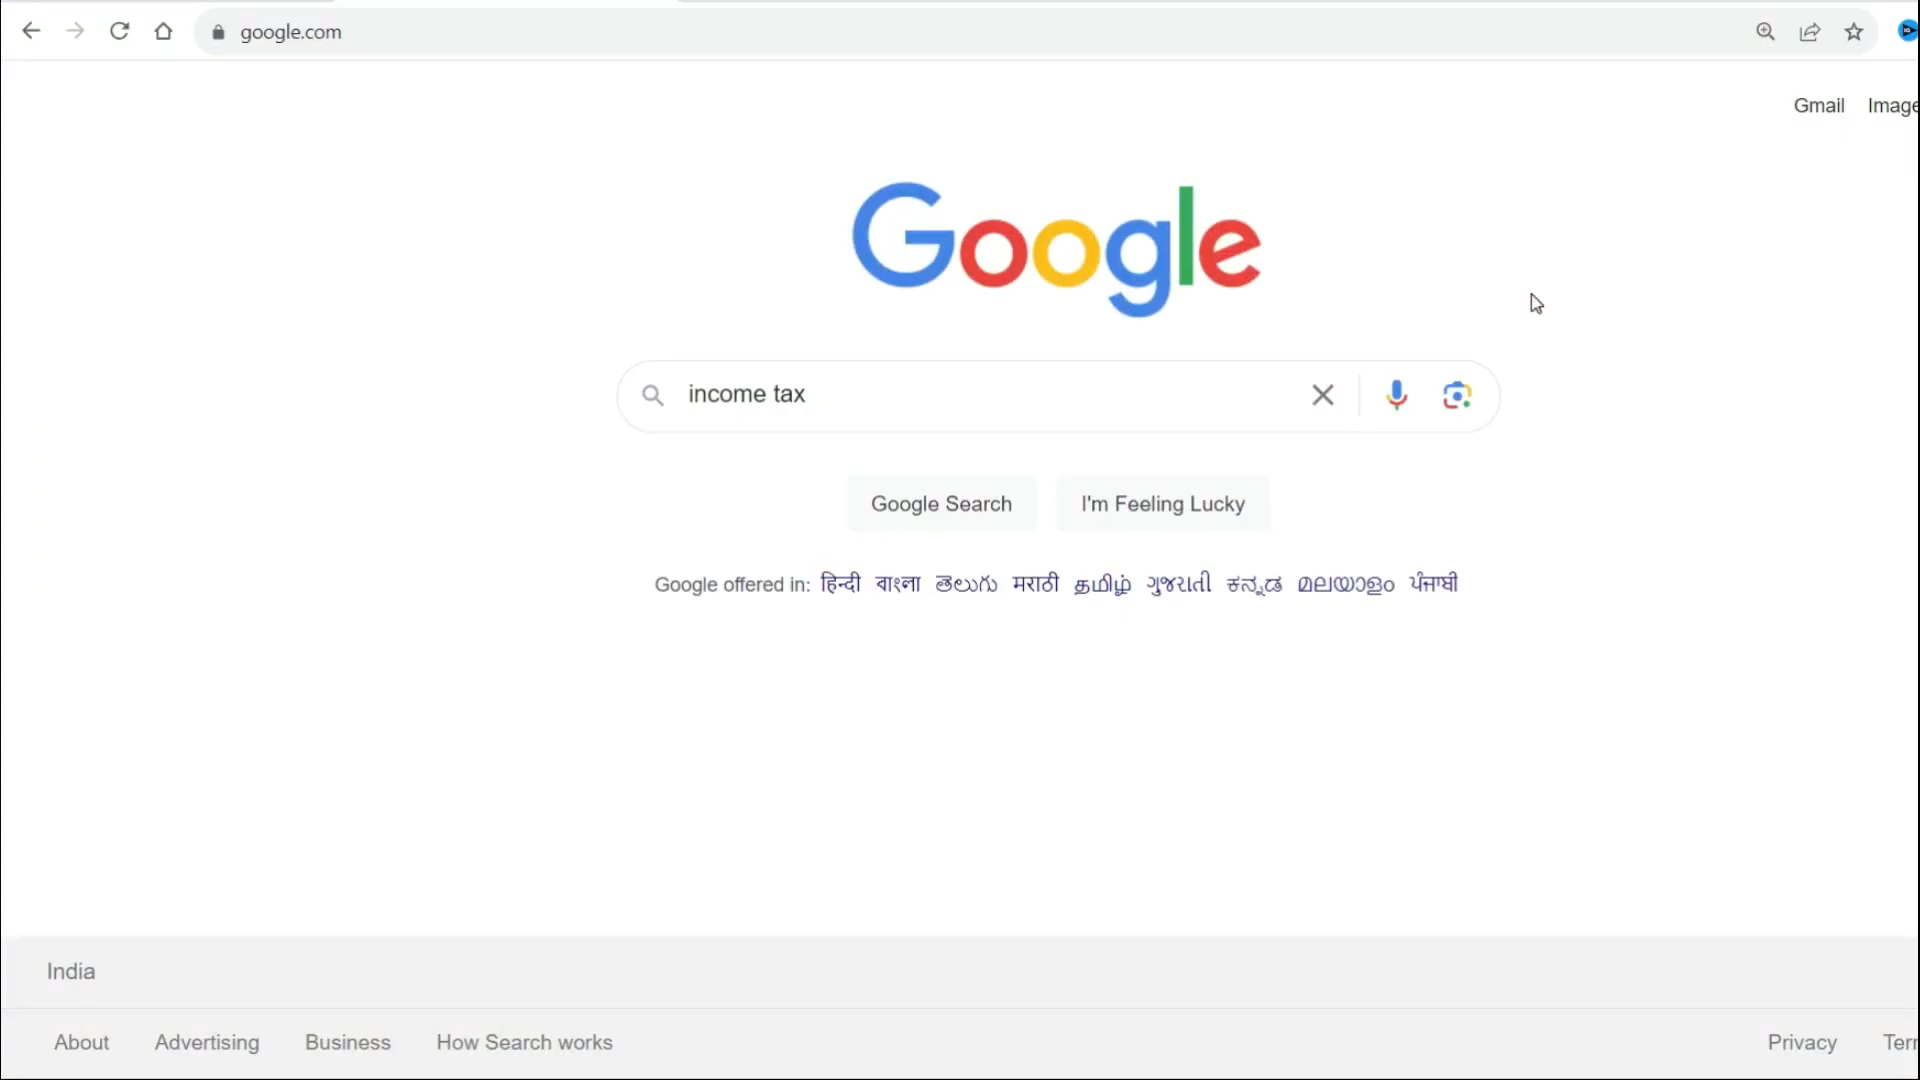 google.com
Gmail Image
Google
income tax
Google Search I'm Feeling Lucky
Google offered in: हिन्दी বাংলা తెలుగు मराठी தமிழ் ગુજરાતી ಕನ್ನಡ മലയാളം ਪੰਜਾਬੀ
India
About Advertising Business How Search works Privacy Terr